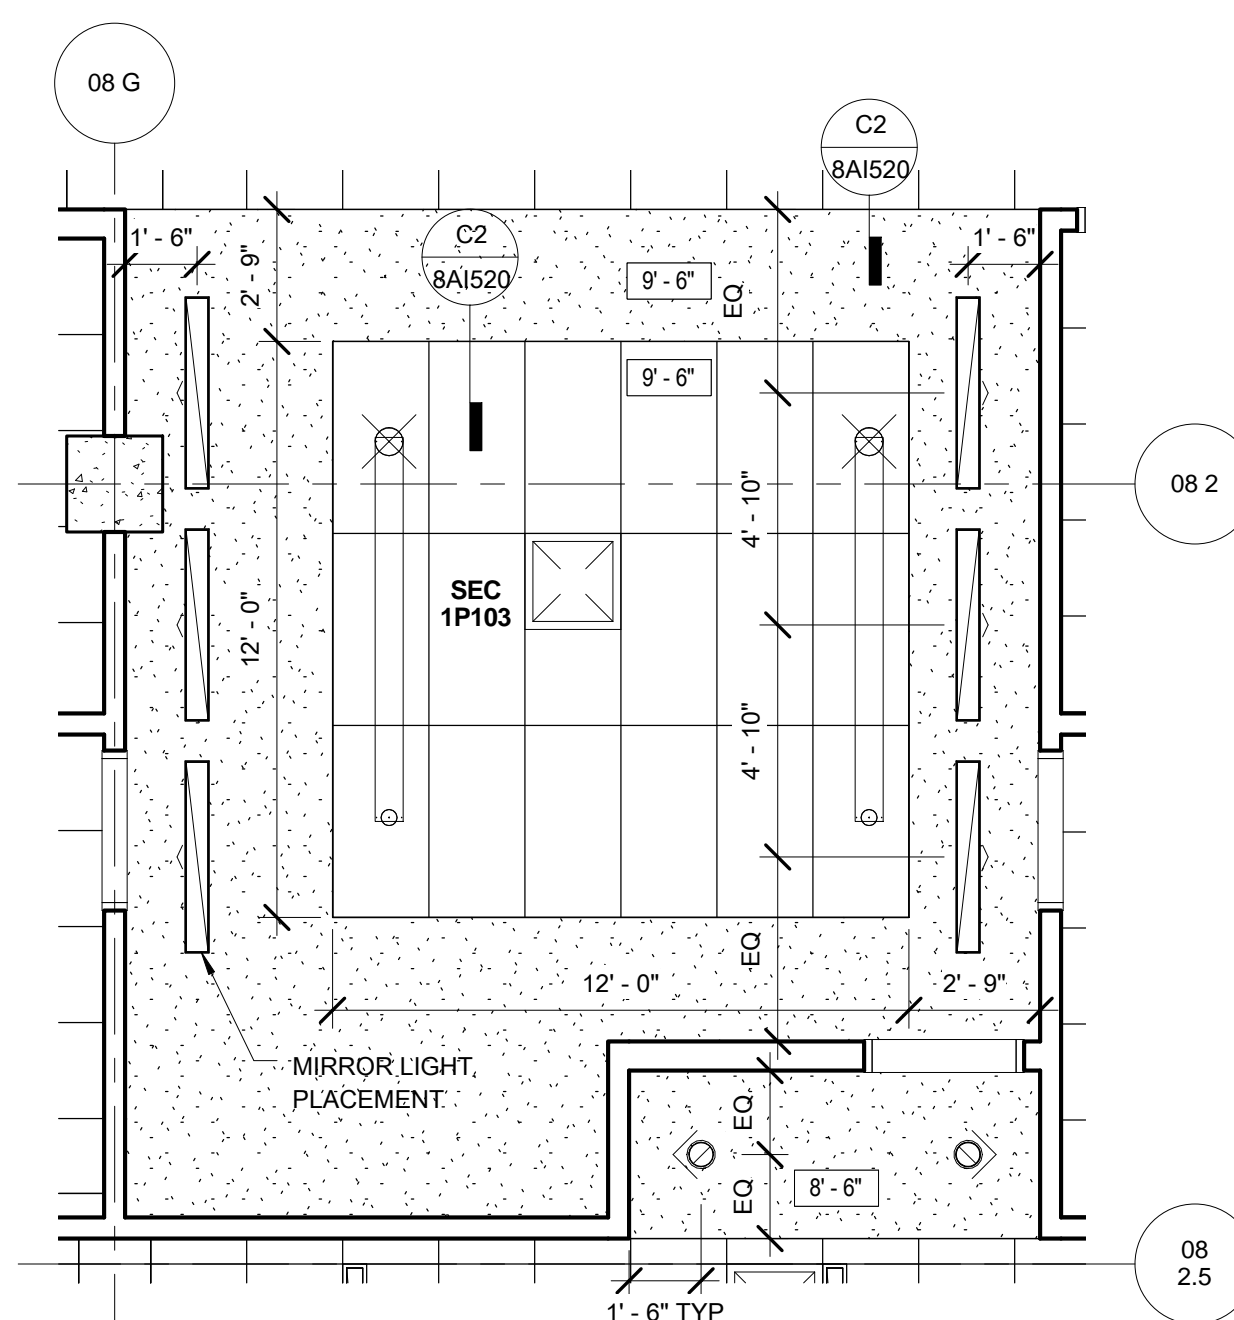 08 G
C2
8AI520
1' - 6"
2' - 9"
C2
8AI520
9' - 6"
EQ
1' - 6"
9' - 6"
08 2
4' - 10"
SEC
1P103
12' - 0"
4' - 10"
EQ
12' - 0"
2' - 9"
MIRROR LIGHT
PLACEMENT
EQ
EQ
8' - 6"
08
2.5
1' - 6" TYP